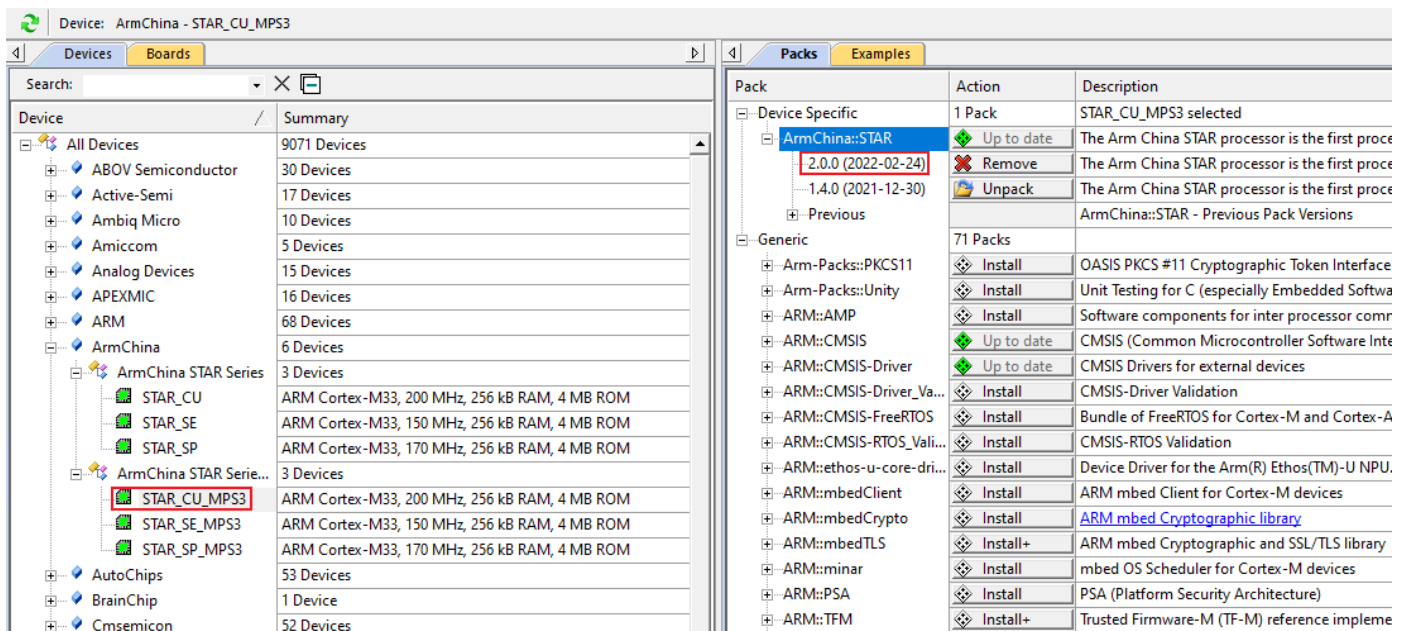 Device: ArmChina - STAR_CU_MPS3
Devices Boards
Search:
Device Summary
All Devices 9071 Devices
ABOV Semiconductor 30 Devices
Active-Semi 17 Devices
Ambiq Micro 10 Devices
Amiccom 5 Devices
Analog Devices 15 Devices
APEXMIC 16 Devices
ARM 68 Devices
ArmChina 6 Devices
ArmChina STAR Series 3 Devices
STAR_CU ARM Cortex-M33, 200 MHz, 256 kB RAM, 4 MB ROM
STAR_SE ARM Cortex-M33, 150 MHz, 256 kB RAM, 4 MB ROM
STAR_SP ARM Cortex-M33, 170 MHz, 256 kB RAM, 4 MB ROM
ArmChina STAR Serie... 3 Devices
STAR_CU_MPS3 ARM Cortex-M33, 200 MHz, 256 kB RAM, 4 MB ROM
STAR_SE_MPS3 ARM Cortex-M33, 150 MHz, 256 kB RAM, 4 MB ROM
STAR_SP_MPS3 ARM Cortex-M33, 170 MHz, 256 kB RAM, 4 MB ROM
AutoChips 53 Devices
BrainChip 1 Device
Cmsemicon 52 Devices
Packs Examples
Pack Action Description
Device Specific 1 Pack STAR_CU_MPS3 selected
ArmChina::STAR Up to date The Arm China STAR processor is the first proce
2.0.0 (2022-02-24) Remove The Arm China STAR processor is the first proce
1.4.0 (2021-12-30) Unpack The Arm China STAR processor is the first proce
Previous ArmChina::STAR - Previous Pack Versions
Generic 71 Packs
Arm-Packs::PKCS11 Install OASIS PKCS #11 Cryptographic Token Interface
Arm-Packs::Unity Install Unit Testing for C (especially Embedded Softwa
ARM::AMP Install Software components for inter processor comm
ARM::CMSIS Up to date CMSIS (Common Microcontroller Software Inte
ARM::CMSIS-Driver Up to date CMSIS Drivers for external devices
ARM::CMSIS-Driver_Va... Install CMSIS-Driver Validation
ARM::CMSIS-FreeRTOS Install Bundle of FreeRTOS for Cortex-M and Cortex-A
ARM::CMSIS-RTOS_Vali... Install CMSIS-RTOS Validation
ARM::ethos-u-core-dri... Install Device Driver for the Arm(R) Ethos(TM)-U NPU.
ARM::mbedClient Install ARM mbed Client for Cortex-M devices
ARM::mbedCrypto Install ARM mbed Cryptographic library
ARM::mbedTLS Install+ ARM mbed Cryptographic and SSL/TLS library
ARM::minar Install mbed OS Scheduler for Cortex-M devices
ARM::PSA Install PSA (Platform Security Architecture)
ARM::TFM Install+ Trusted Firmware-M (TF-M) reference impleme